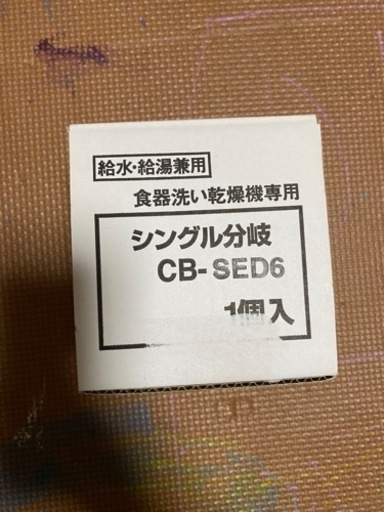 給水・給湯兼用
食器洗い乾燥機専用
シングル分岐
CB-SED6
1個入